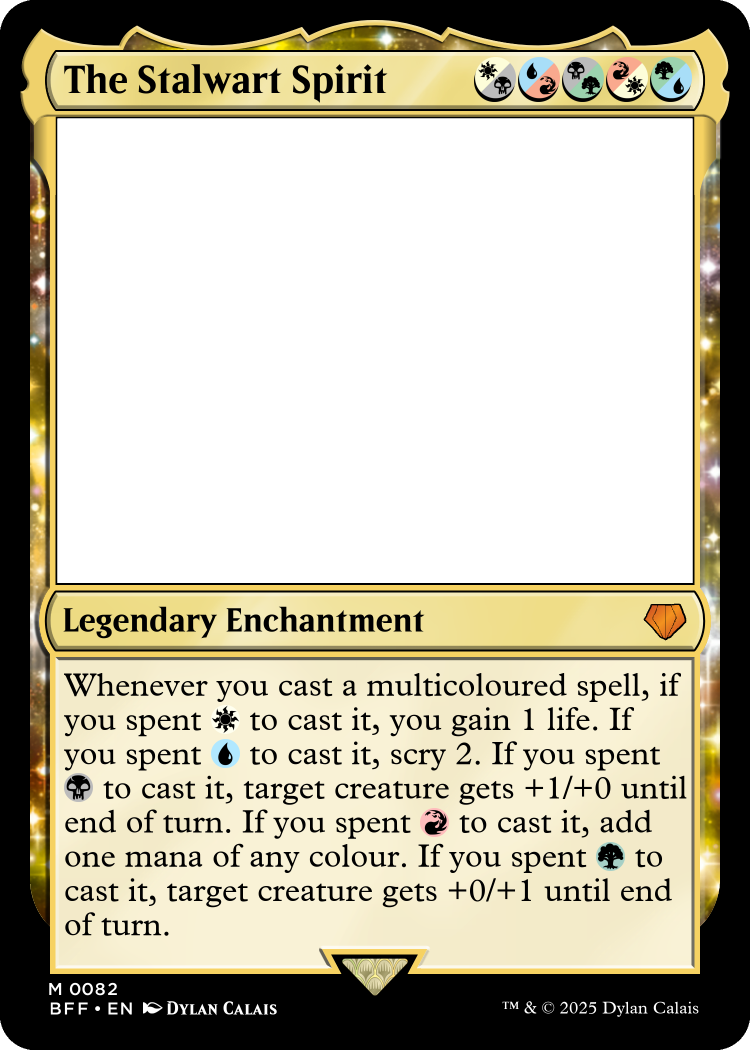 The Stalwart Spirit
Legendary Enchantment
Whenever you cast a multicoloured spell, if
you spent to cast it, you gain 1 life. If
you spent to cast it, scry 2. If you spent
to cast it, target creature gets +1/+0 until
end of turn. If you spent to cast it, add
one mana of any colour. If you spent to
cast it, target creature gets +0/+1 until end
of turn.
M 0082
BFF • EN DYLAN CALAIS
™ & © 2025 Dylan Calais